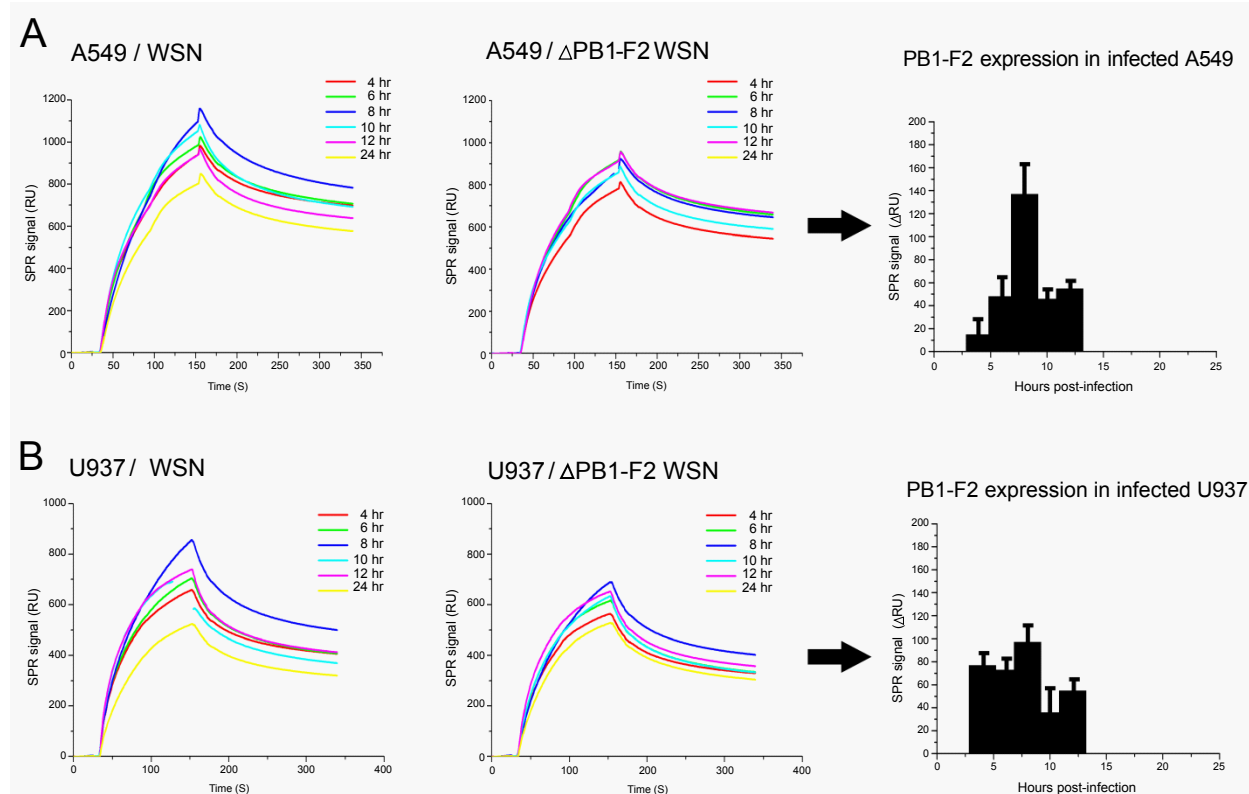 A
A549 / WSN
4 hr
6 hr
8 hr
10 hr
12 hr
24 hr
1200
1000
800
600
400
200
0
SPR signal (RU)
0 50 100 150 200 250 300 350
Time (S)
A549 / △PB1-F2 WSN
4 hr
6 hr
8 hr
10 hr
12 hr
24 hr
1200
1000
800
600
400
200
0
SPR signal (RU)
0 50 100 150 200 250 300 350
Time (S)
PB1-F2 expression in infected A549
200
180
160
140
120
100
80
60
40
20
0
SPR signal (△RU)
0 5 10 15 20 25
Hours post-infection
B
U937 / WSN
4 hr
6 hr
8 hr
10 hr
12 hr
24 hr
1000
800
600
400
200
0
SPR signal (RU)
0 100 200 300 400
Time (S)
U937 / △PB1-F2 WSN
4 hr
6 hr
8 hr
10 hr
12 hr
24 hr
1000
800
600
400
200
0
SPR signal (RU)
0 100 200 300 400
Time (S)
PB1-F2 expression in infected U937
200
180
160
140
120
100
80
60
40
20
0
SPR signal (△RU)
0 5 10 15 20 25
Hours post-infection